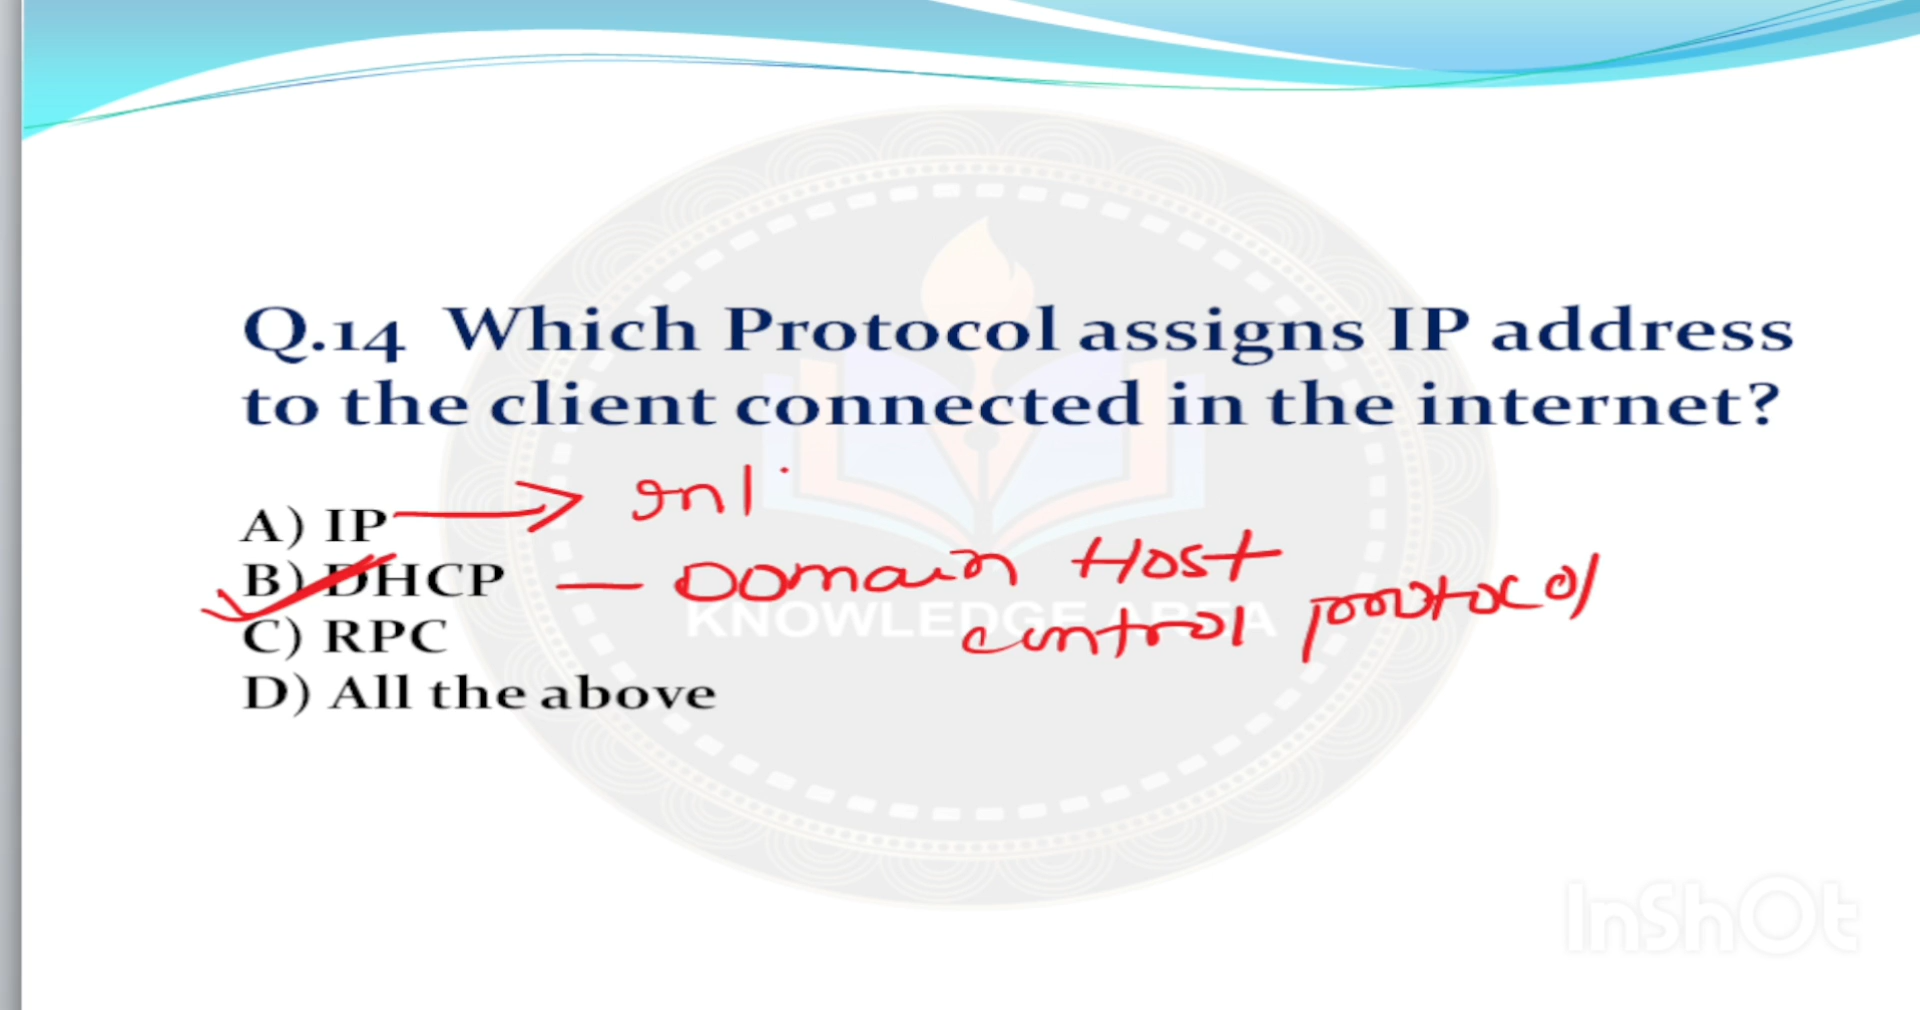 Q.14 Which Protocol assigns IP address
to the client connected in the internet?
A) IP
B) DHCP — Domain Host
control protocol
C) RPC
D) All the above
KNOWLEDGE AREA
InShOt